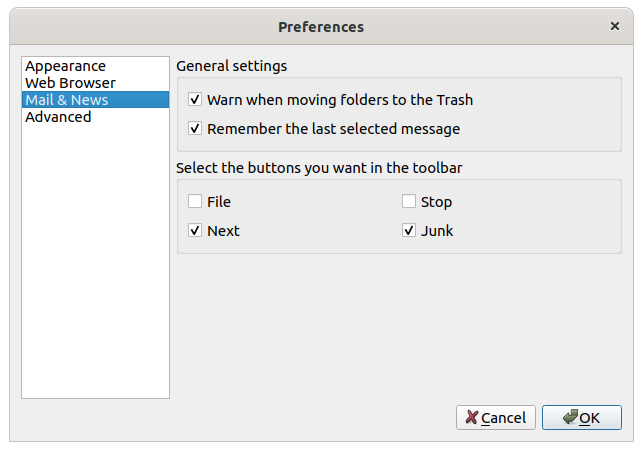 Preferences
Appearance
Web Browser
Mail & News
Advanced
General settings
Warn when moving folders to the Trash
Remember the last selected message
Select the buttons you want in the toolbar
File
Stop
Next
Junk
Cancel
OK